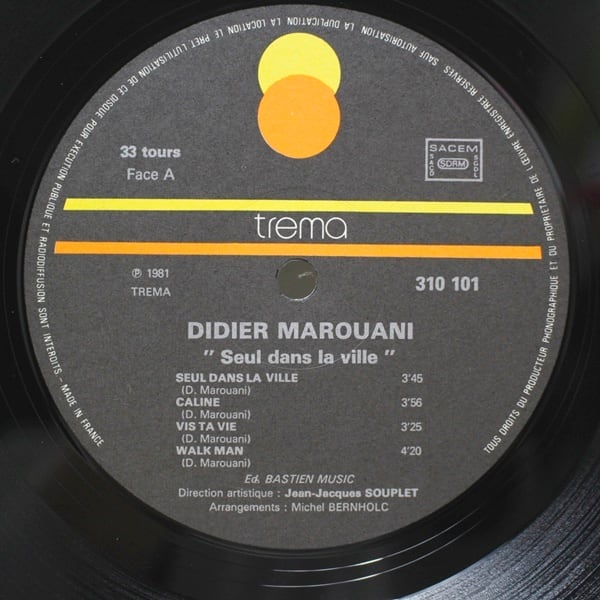 TOUS DROITS DU PRODUCTEUR PHONOGRAPHIQUE ET DU PROPRIETAIRE DE L'ŒUVRE ENREGISTREE RESERVES SAUF AUTORISATION LA DUPLICATION LA LOCATION LE PRET L'UTILISATION DE CE DISQUE POUR EXECUTION PUBLIQUE ET RADIODIFFUSION SONT INTERDITS - MADE IN FRANCE
33 tours
Face A
SACEM
SACD SDRM SGDL
trema
℗ 1981
TREMA
310 101
DIDIER MAROUANI
" Seul dans la ville "
SEUL DANS LA VILLE 3'45
(D. Marouani)
CALINE 3'56
(D. Marouani)
VIS TA VIE 3'25
(D. Marouani)
WALK MAN 4'20
(D. Marouani)
Ed. BASTIEN MUSIC
Direction artistique : Jean-Jacques SOUPLET
Arrangements : Michel BERNHOLC